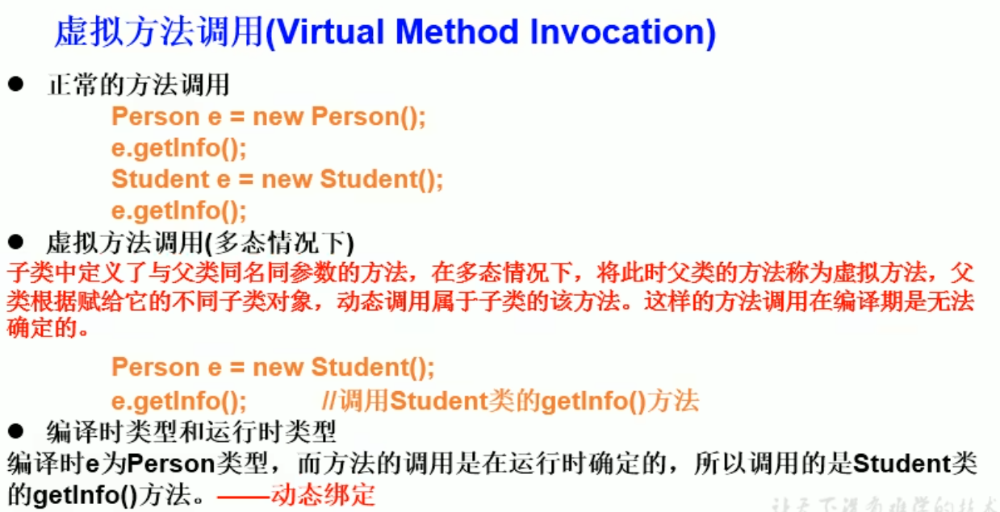 虚拟方法调用(Virtual Method Invocation)
● 正常的方法调用
Person e = new Person();
e.getInfo();
Student e = new Student();
e.getInfo();
● 虚拟方法调用(多态情况下)
子类中定义了与父类同名同参数的方法，在多态情况下，将此时父类的方法称为虚拟方法，父
类根据赋给它的不同子类对象，动态调用属于子类的该方法。这样的方法调用在编译期是无法
确定的。
Person e = new Student();
e.getInfo(); //调用Student类的getInfo()方法
● 编译时类型和运行时类型
编译时e为Person类型，而方法的调用是在运行时确定的，所以调用的是Student类
的getInfo()方法。——动态绑定
让天下没有难学的技术